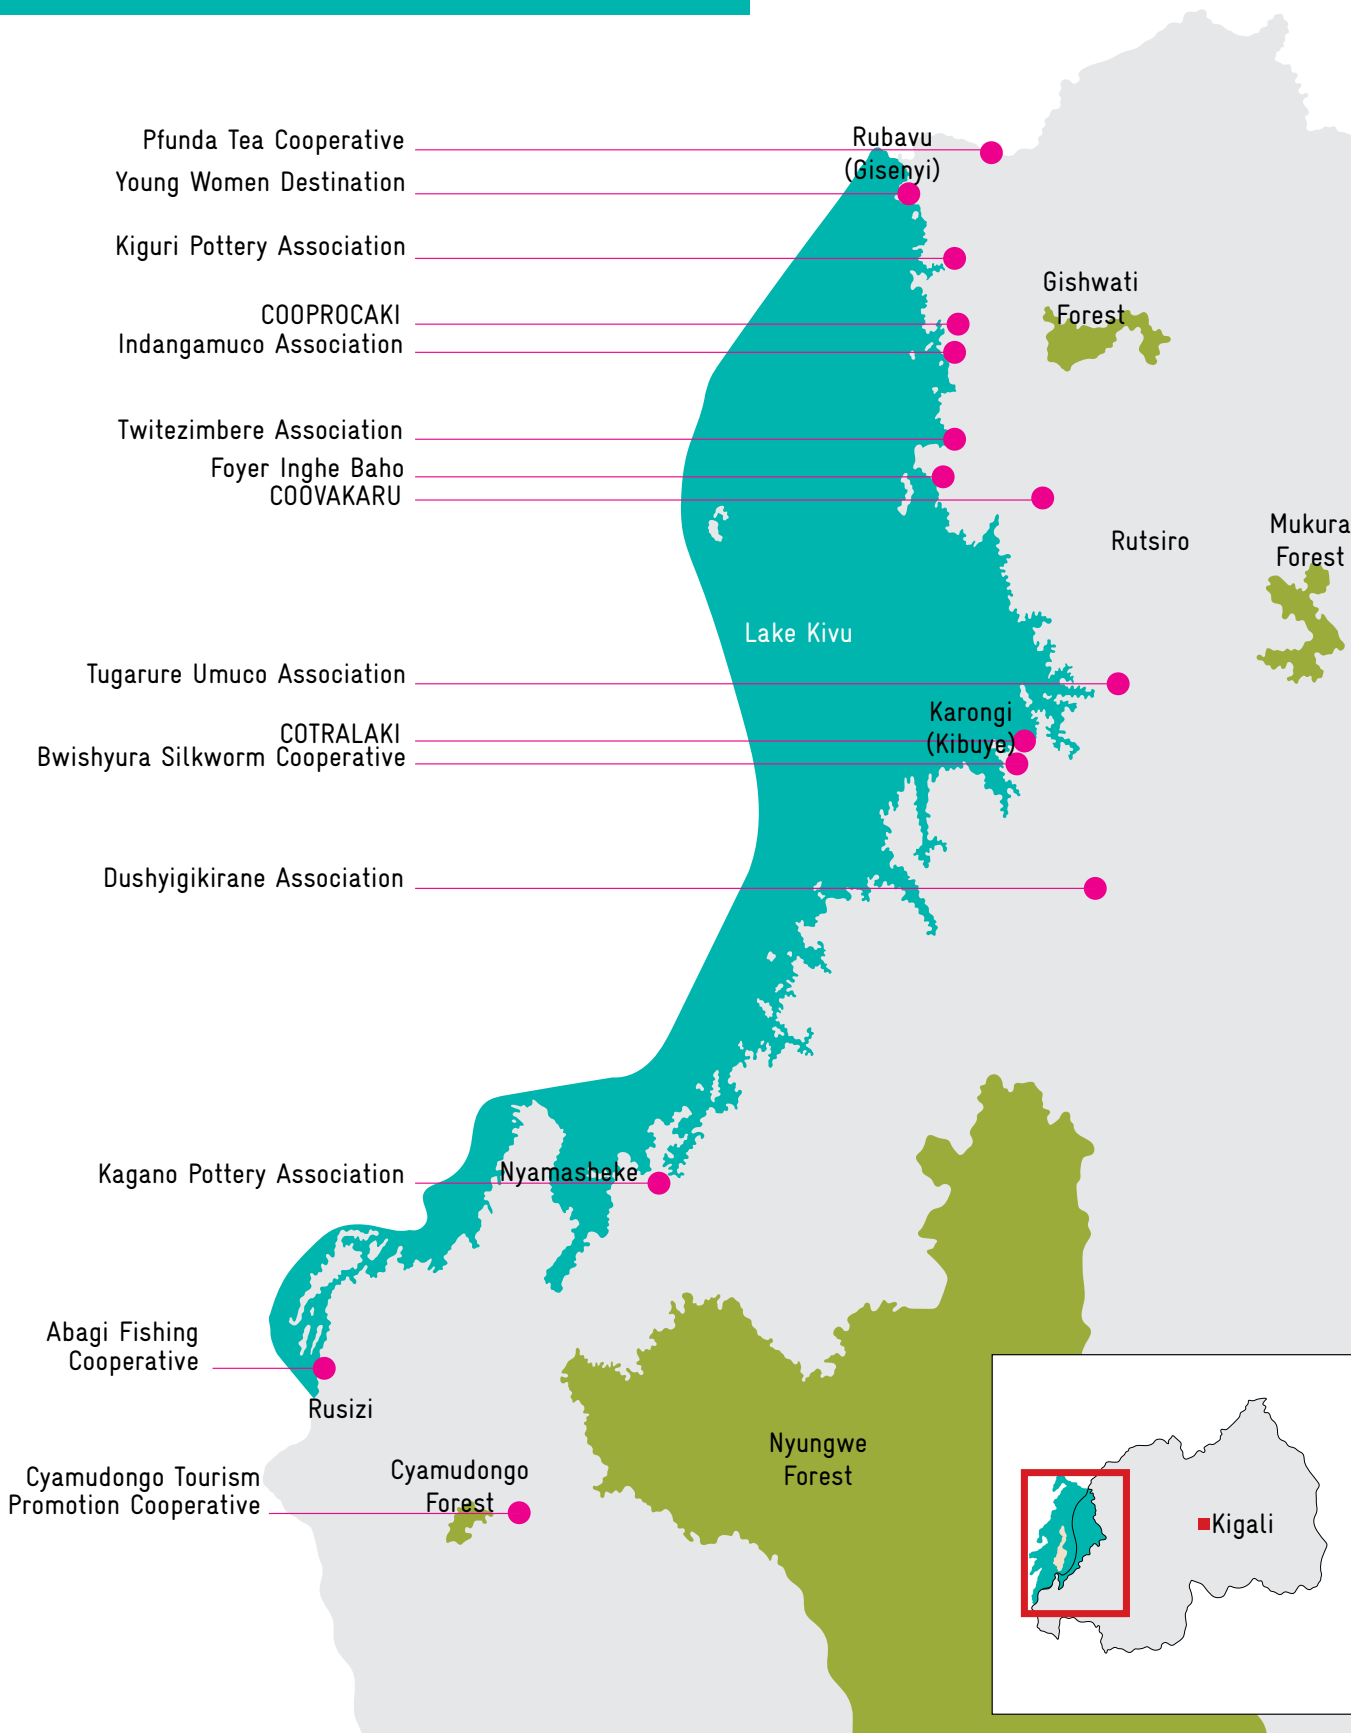 Pfunda Tea Cooperative
Rubavu
(Gisenyi)
Young Women Destination
Kiguri Pottery Association
Gishwati
Forest
COOPROCAKI
Indangamuco Association
Twitezimbere Association
Foyer Inghe Baho
COOVAKARU
Rutsiro
Mukura
Forest
Lake Kivu
Tugarure Umuco Association
Karongi
(Kibuye)
COTRALAKI
Bwishyura Silkworm Cooperative
Dushyigikirane Association
Kagano Pottery Association
Nyamasheke
Abagi Fishing
Cooperative
Rusizi
Nyungwe
Forest
Cyamudongo
Forest
Cyamudongo Tourism
Promotion Cooperative
Kigali